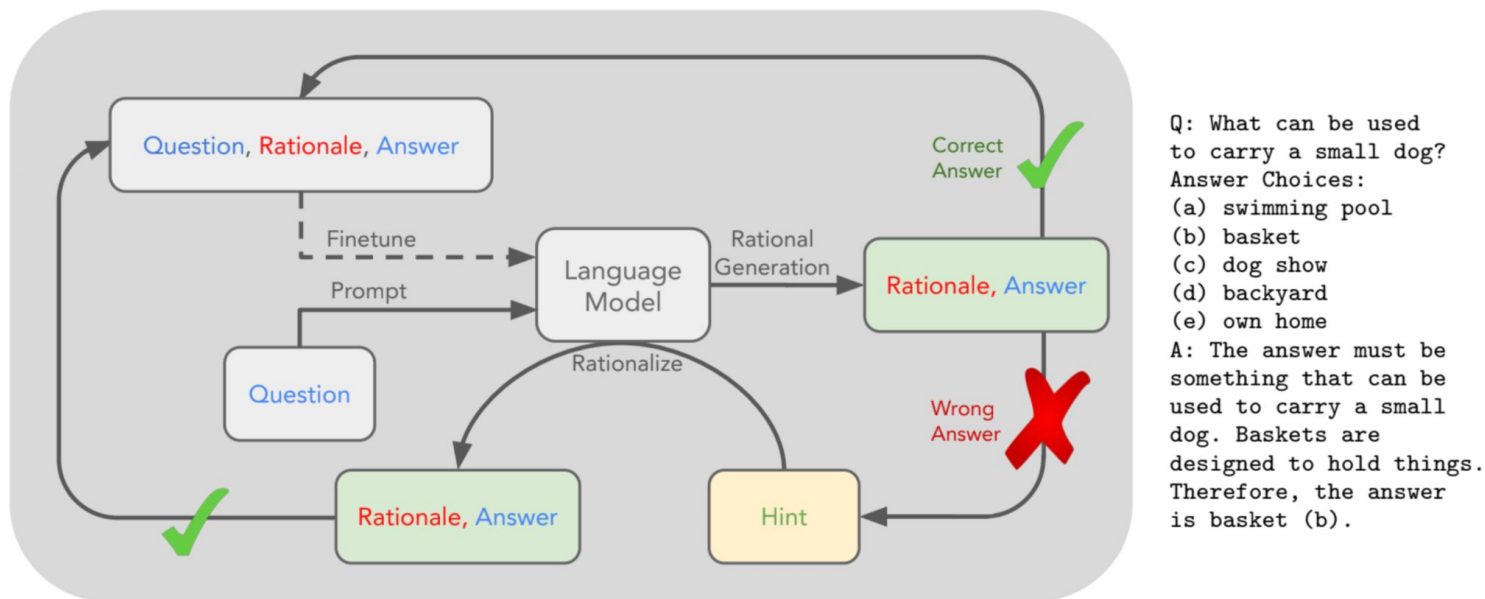 Question, Rationale, Answer
Correct
Answer
Finetune
Rational
Generation
Language
Model
Prompt
Rationale, Answer
Rationalize
Question
Wrong
Answer
Rationale, Answer
Hint
Q: What can be used
to carry a small dog?
Answer Choices:
(a) swimming pool
(b) basket
(c) dog show
(d) backyard
(e) own home
A: The answer must be
something that can be
used to carry a small
dog. Baskets are
designed to hold things.
Therefore, the answer
is basket (b).